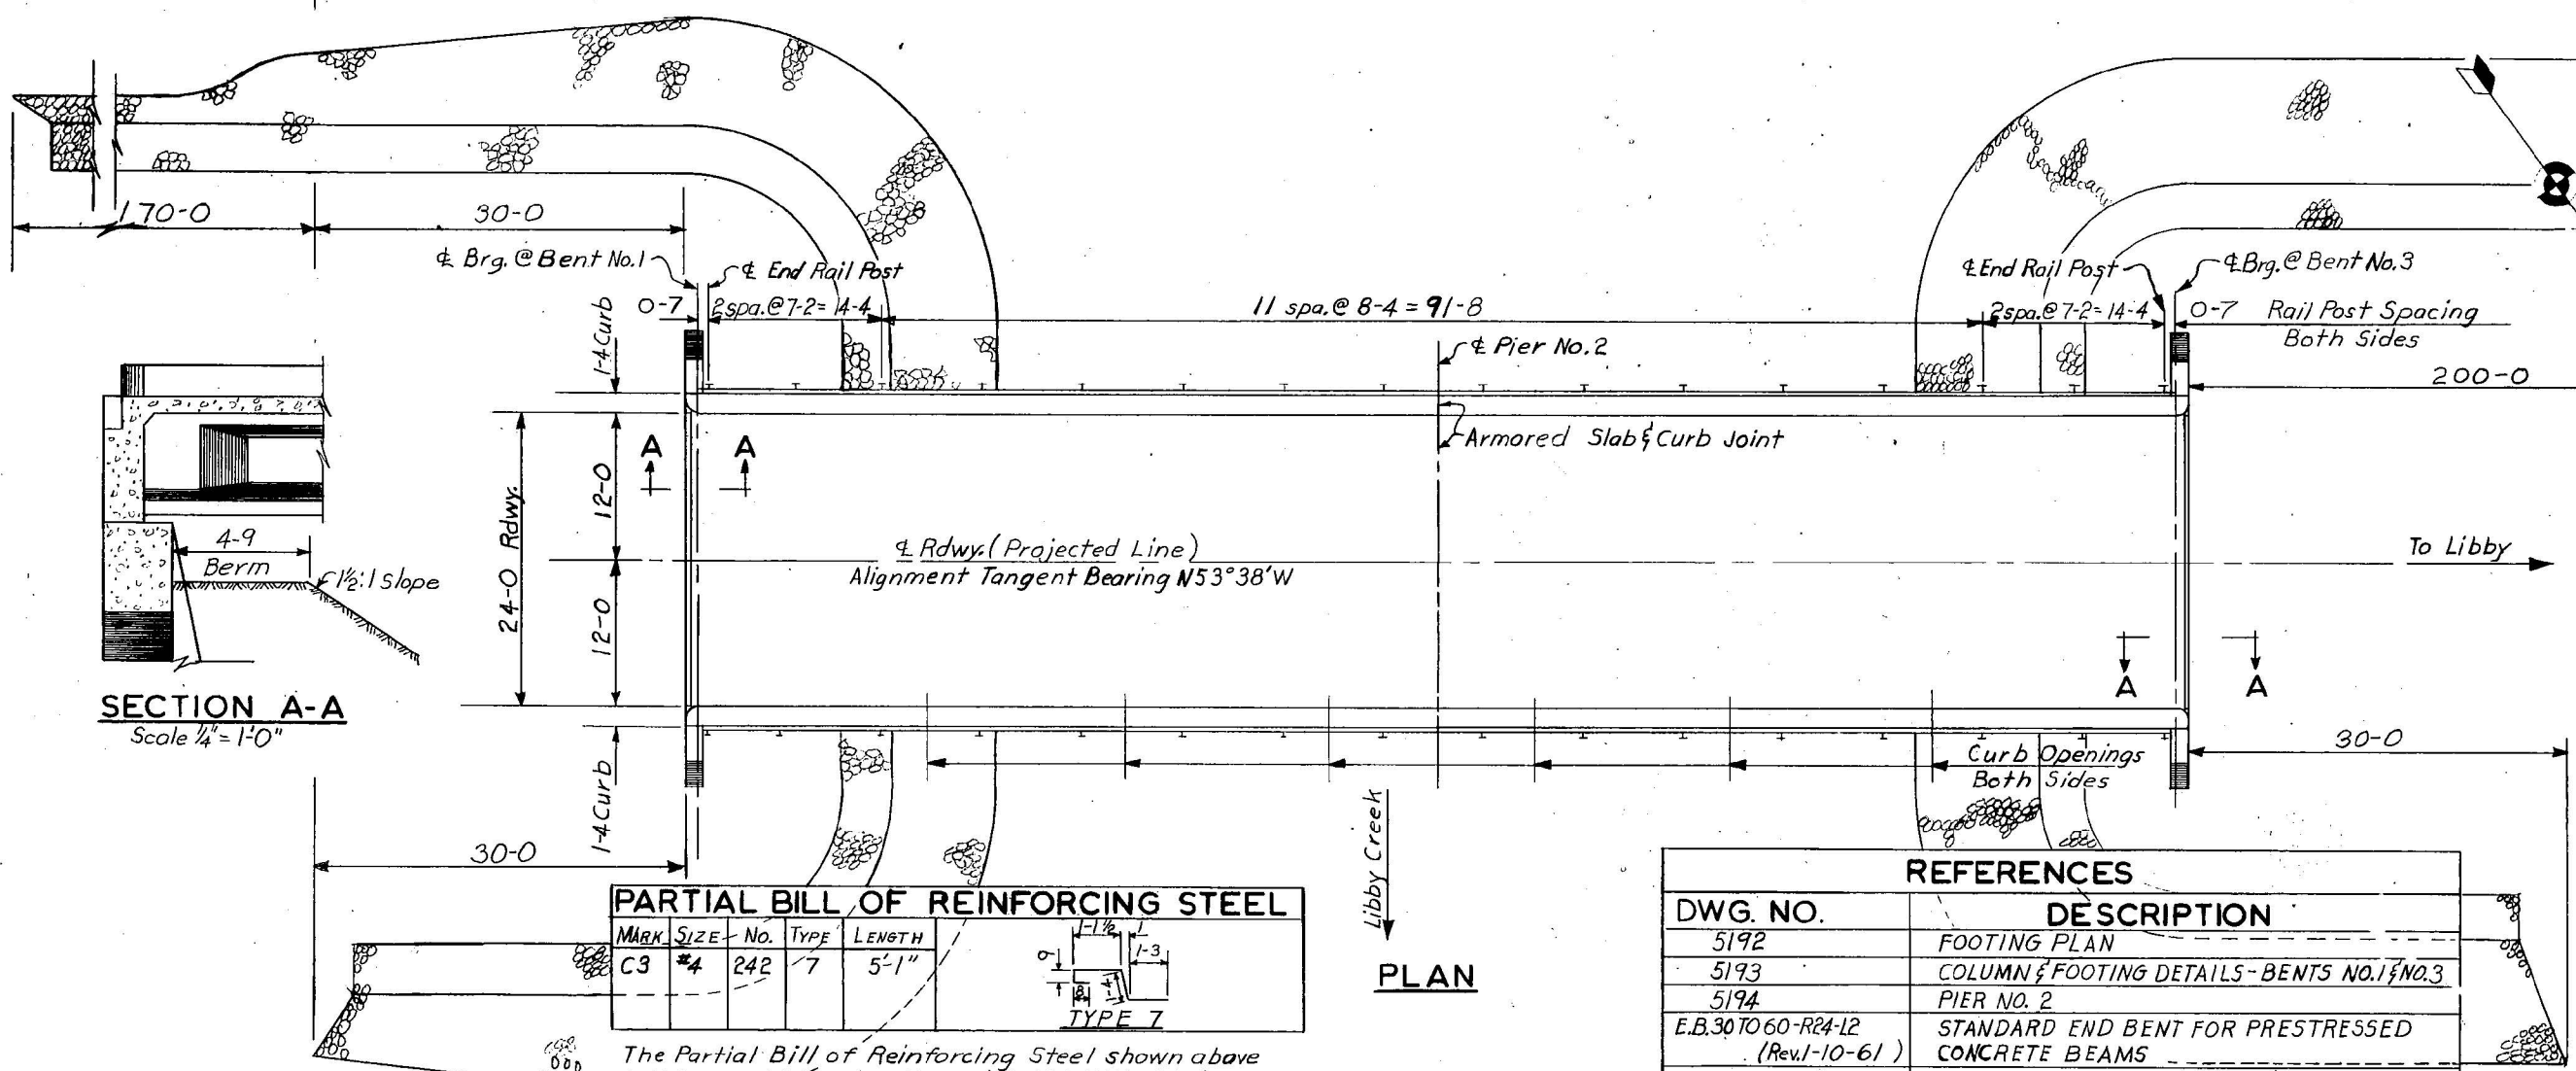 170-0
30-0
℄ Brg. @ Bent No.1
℄ End Rail Post
0-7
2 spa. @ 7-2 = 14-4
11 spa. @ 8-4 = 91-8
℄ End Rail Post
℄ Brg. @ Bent No.3
2 spa. @ 7-2 = 14-4
0-7
Rail Post Spacing
Both Sides
1-4 Curb
℄ Pier No. 2
200-0
Armored Slab & Curb Joint
A
A
24-0 Rdwy.
12-0
12-0
℄ Rdwy. (Projected Line)
Alignment Tangent Bearing N53°38'W
To Libby
4-9
Berm
1½:1 slope
SECTION A-A
Scale ¼" = 1'-0"
A
A
1-4 Curb
30-0
30-0
Curb Openings
Both Sides
Libby Creek
PLAN
PARTIAL BILL OF REINFORCING STEEL
MARK SIZE No. TYPE LENGTH
C3 #4 242 7 5'-1"
1-1½
1
1-3
9
8
TYPE 7
The Partial Bill of Reinforcing Steel shown above
REFERENCES
DWG. NO. DESCRIPTION
5192 FOOTING PLAN
5193 COLUMN & FOOTING DETAILS - BENTS NO. 1 & NO. 3
5194 PIER NO. 2
E.B. 30 TO 60-R24-L2 STANDARD END BENT FOR PRESTRESSED
(Rev. 1-10-61) CONCRETE BEAMS